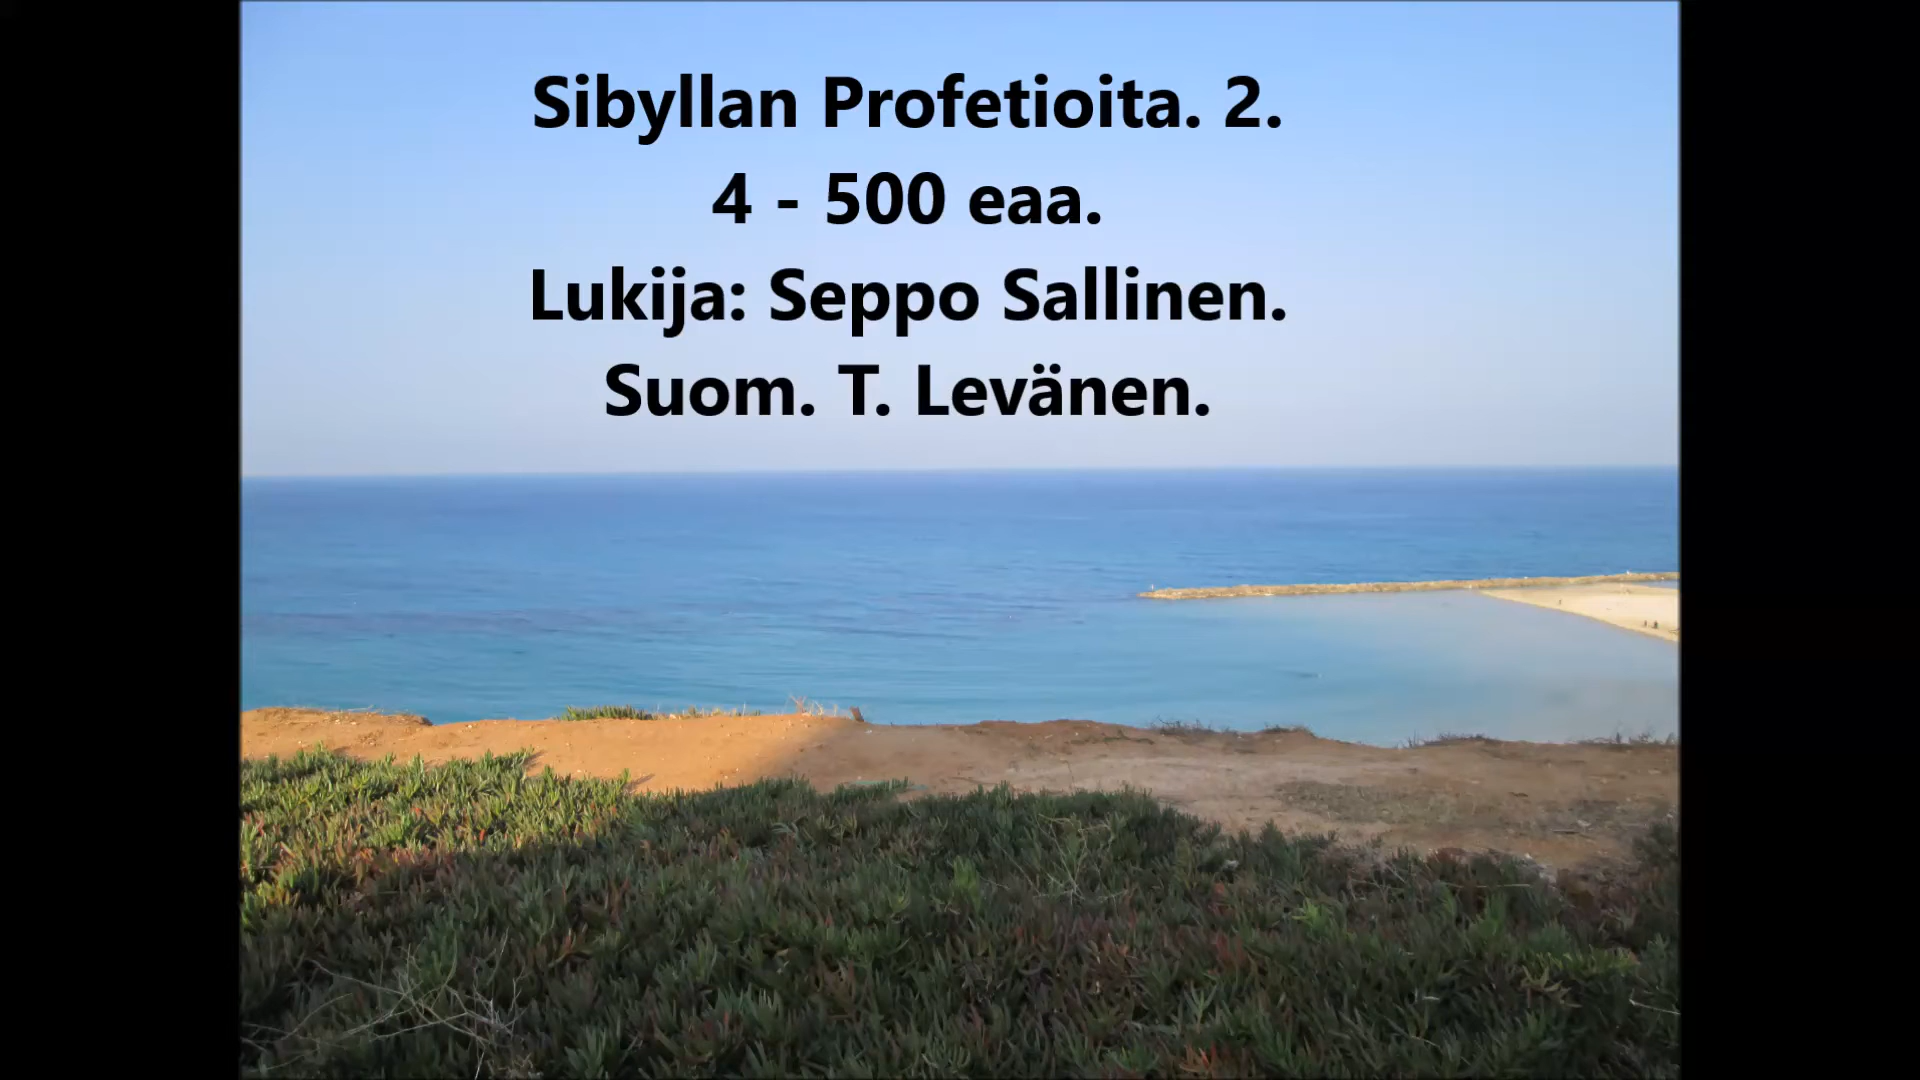 Sibyllan Profetioita. 2.
4 - 500 eaa.
Lukija: Seppo Sallinen.
Suom. T. Levänen.